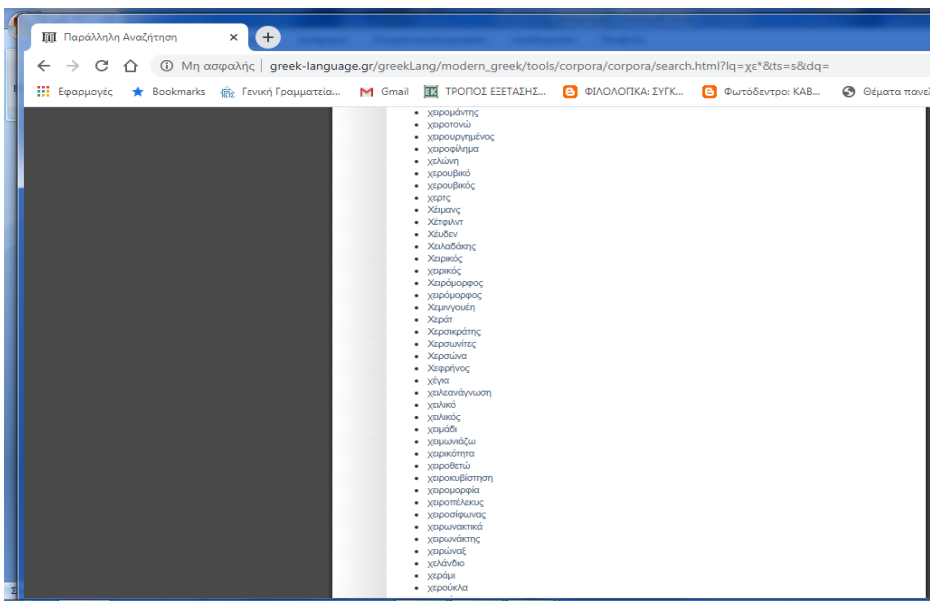 Παράλληλη Αναζήτηση
Μη ασφαλής | greek-language.gr/greekLang/modern_greek/tools/corpora/corpora/search.html?lq=χε*&ts=s&dq=
Εφαρμογές Bookmarks Γενική Γραμματεία... Gmail ΤΡΟΠΟΣ ΕΞΕΤΑΣΗΣ... ΦΙΛΟΛΟΓΙΚΑ: ΣΥΓΚ... Φωτόδεντρο: ΚΑΒ... Θέματα πανελ
χειρομάντης
χειροτονώ
χειρουργημένος
χειροφίλημα
χελώνη
χερουβικό
χερουβικός
χερτς
Χέιμανς
Χέτφιλντ
Χέυδεν
Χειλαδάκης
Χειρικός
χειρικός
Χειρόμορφος
χειρόμορφος
Χεμινγουέη
Χεράτ
Χερσικράτης
Χερσωνίτες
Χερσώνα
Χεφρήνος
χέγια
χειλεανάγνωση
χειλικό
χειλικός
χειμάδι
χειμωνιάζω
χειρικότητα
χειροθετώ
χειροκυβίστηση
χειρομορφία
χειροπέλεκυς
χειροσίφωνας
χειρωνακτικά
χειρωνάκτης
χειρώναξ
χελάνδιο
χεράμι
χερούκλα